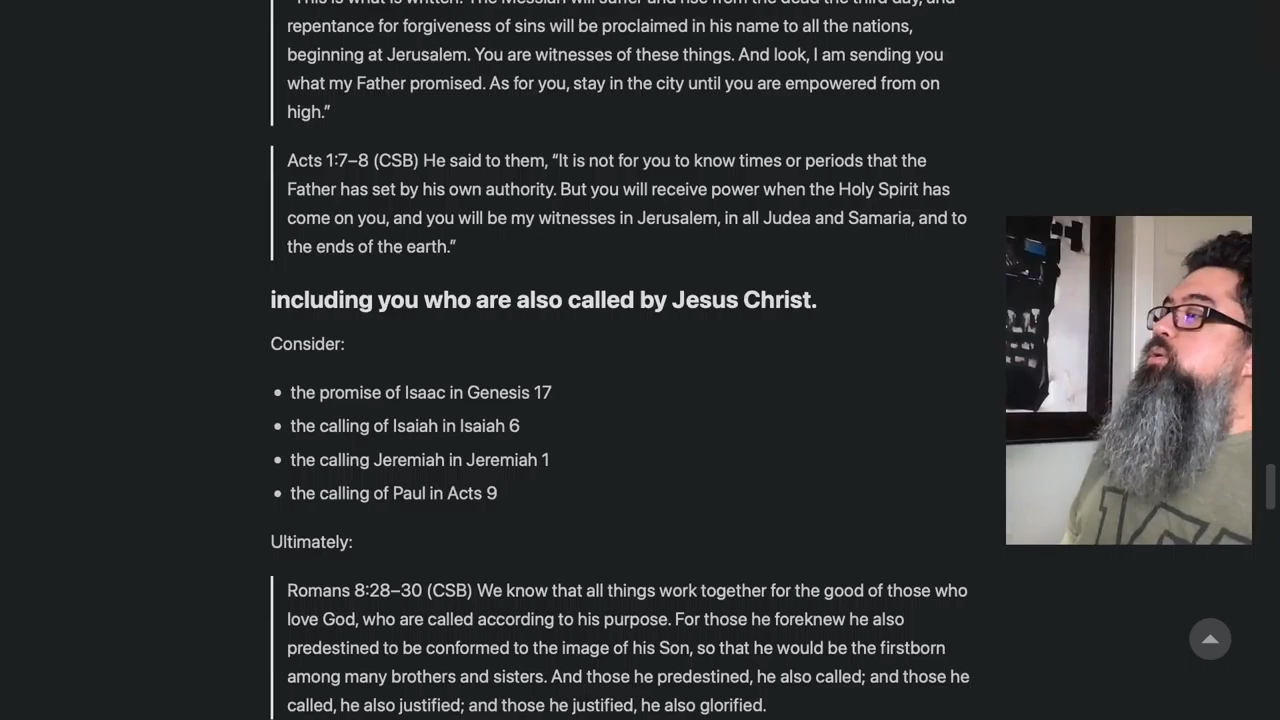 "This is what is written: The Messiah will suffer and rise from the dead the third day, and
repentance for forgiveness of sins will be proclaimed in his name to all the nations,
beginning at Jerusalem. You are witnesses of these things. And look, I am sending you
what my Father promised. As for you, stay in the city until you are empowered from on
high.”
Acts 1:7–8 (CSB) He said to them, “It is not for you to know times or periods that the
Father has set by his own authority. But you will receive power when the Holy Spirit has
come on you, and you will be my witnesses in Jerusalem, in all Judea and Samaria, and to
the ends of the earth.”
including you who are also called by Jesus Christ.
Consider:
• the promise of Isaac in Genesis 17
• the calling of Isaiah in Isaiah 6
• the calling Jeremiah in Jeremiah 1
• the calling of Paul in Acts 9
Ultimately:
Romans 8:28–30 (CSB) We know that all things work together for the good of those who
love God, who are called according to his purpose. For those he foreknew he also
predestined to be conformed to the image of his Son, so that he would be the firstborn
among many brothers and sisters. And those he predestined, he also called; and those he
called, he also justified; and those he justified, he also glorified.